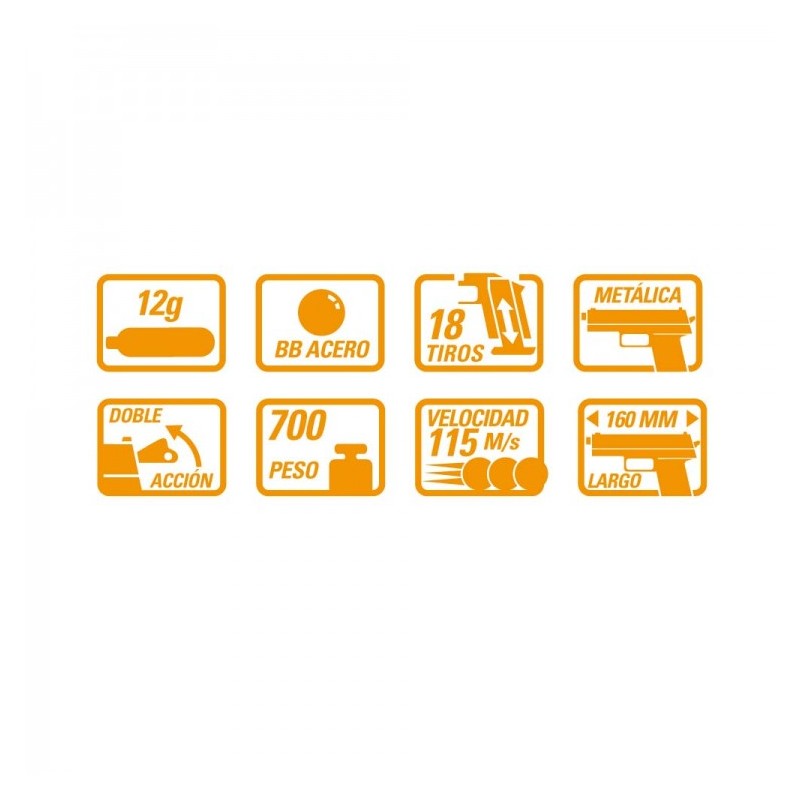 12g
BB ACERO
18
TIROS
METÁLICA
DOBLE
ACCIÓN
700
PESO
VELOCIDAD
115 M/s
160 MM
LARGO